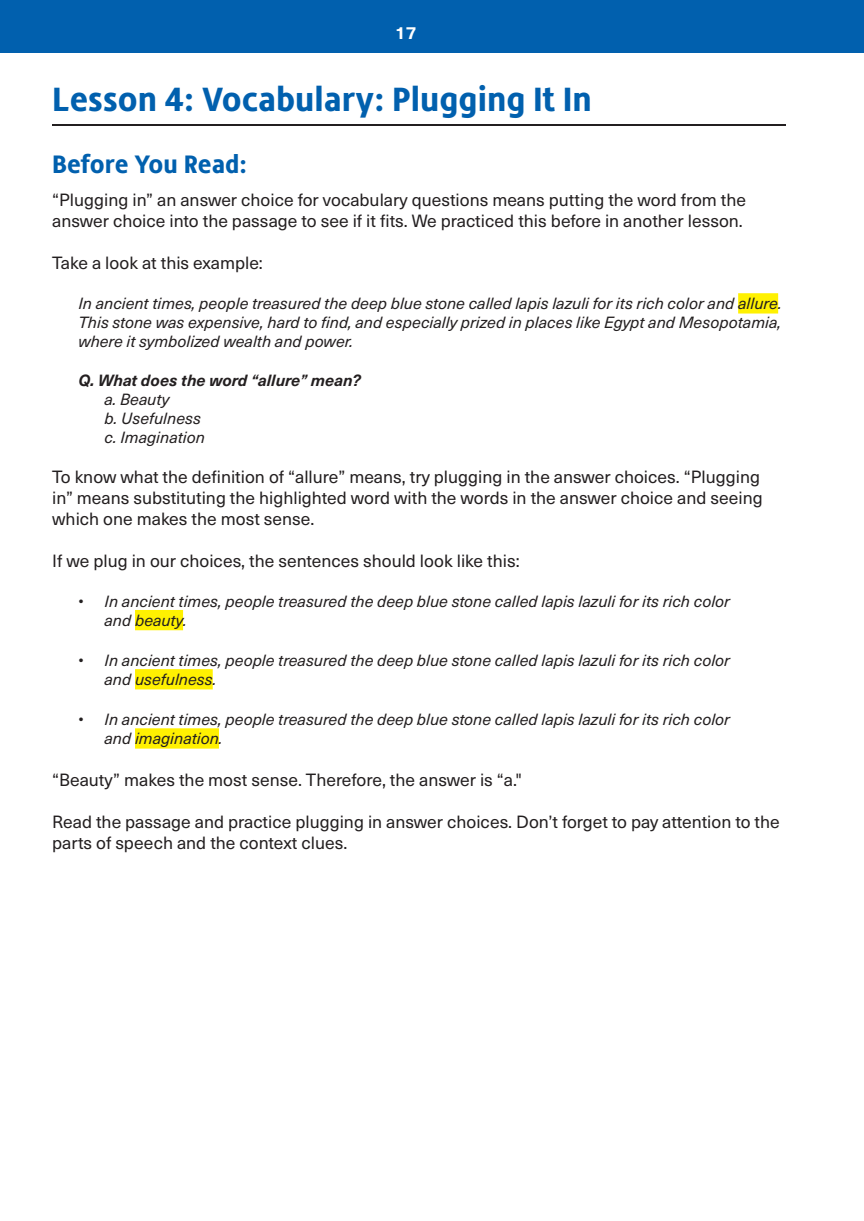 17
Lesson 4: Vocabulary: Plugging It In
Before You Read:
“Plugging in” an answer choice for vocabulary questions means putting the word from the
answer choice into the passage to see if it fits. We practiced this before in another lesson.
Take a look at this example:
In ancient times, people treasured the deep blue stone called lapis lazuli for its rich color and allure.
This stone was expensive, hard to find, and especially prized in places like Egypt and Mesopotamia,
where it symbolized wealth and power.
Q. What does the word “allure” mean?
a. Beauty
b. Usefulness
c. Imagination
To know what the definition of “allure” means, try plugging in the answer choices. “Plugging
in” means substituting the highlighted word with the words in the answer choice and seeing
which one makes the most sense.
If we plug in our choices, the sentences should look like this:
• In ancient times, people treasured the deep blue stone called lapis lazuli for its rich color
and beauty.
• In ancient times, people treasured the deep blue stone called lapis lazuli for its rich color
and usefulness.
• In ancient times, people treasured the deep blue stone called lapis lazuli for its rich color
and imagination.
“Beauty” makes the most sense. Therefore, the answer is “a."
Read the passage and practice plugging in answer choices. Don’t forget to pay attention to the
parts of speech and the context clues.